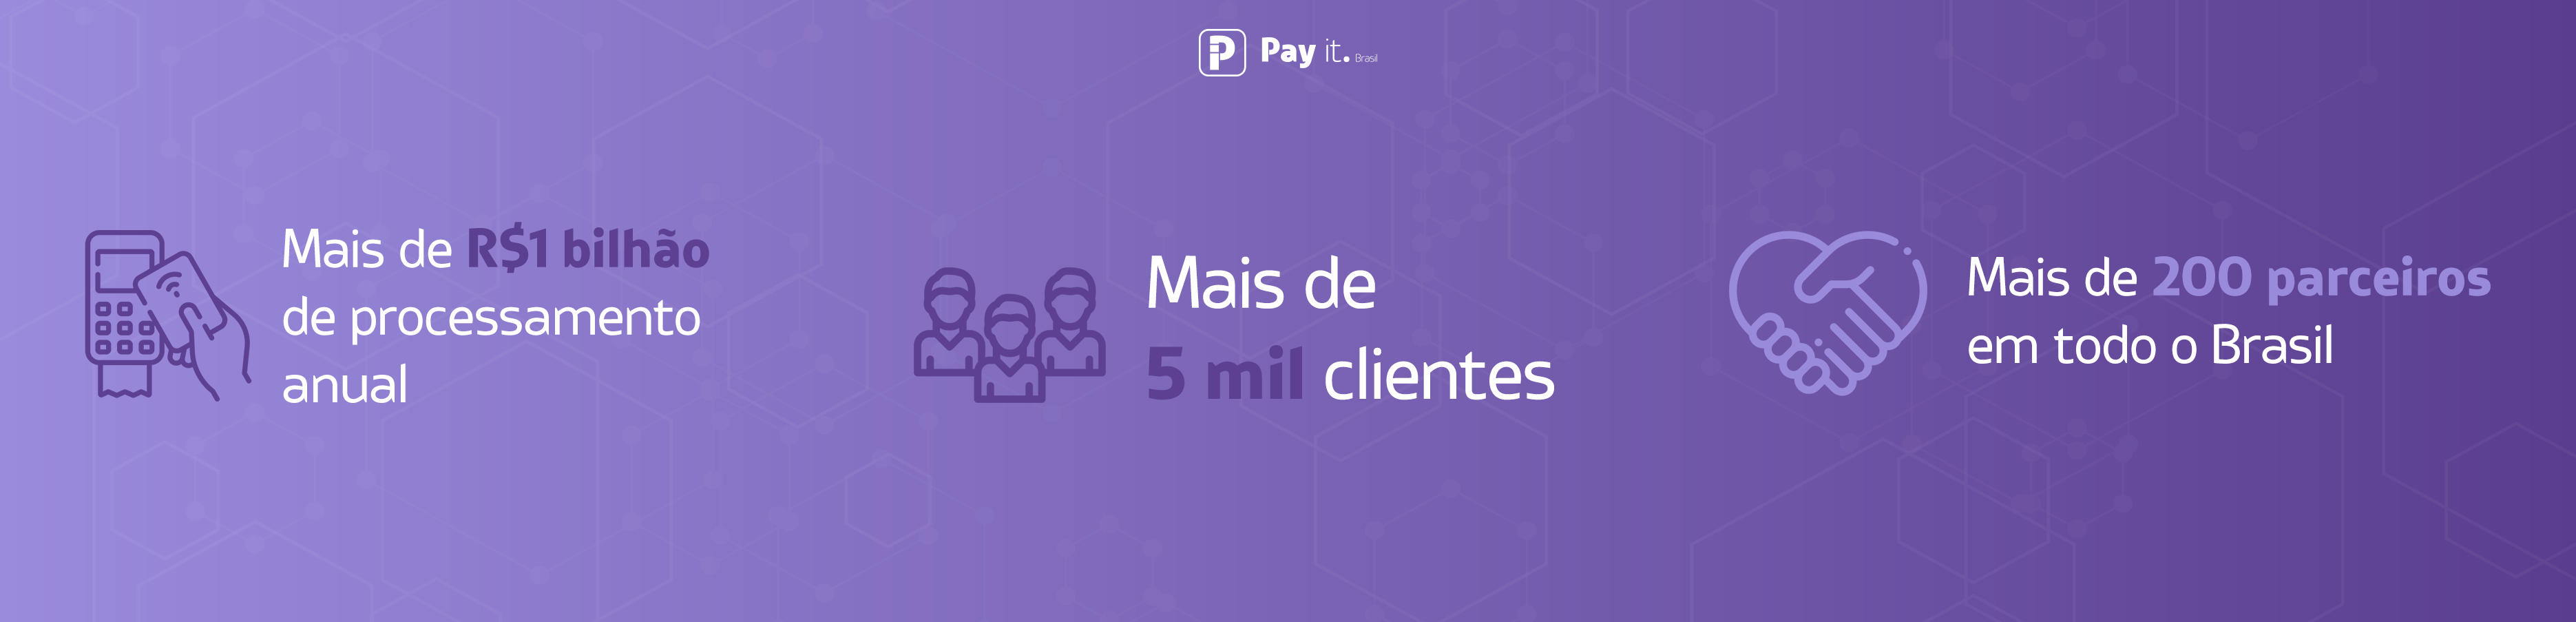 Pay it. Brasil
Mais de R$1 bilhão
de processamento
anual
Mais de
5 mil clientes
Mais de 200 parceiros
em todo o Brasil